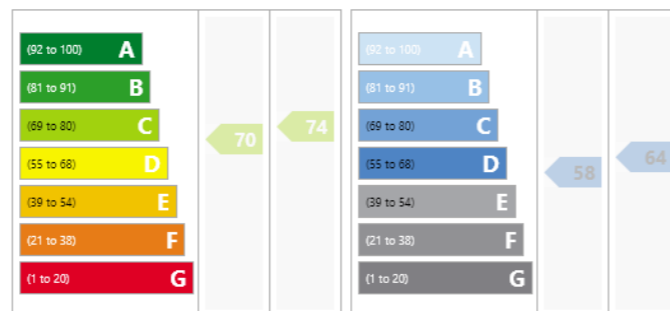 (92 to 100) A
(81 to 91) B
(69 to 80) C
(55 to 68) D
(39 to 54) E
(21 to 38) F
(1 to 20) G
70
74
(92 to 100) A
(81 to 91) B
(69 to 80) C
(55 to 68) D
(39 to 54) E
(21 to 38) F
(1 to 20) G
58
64